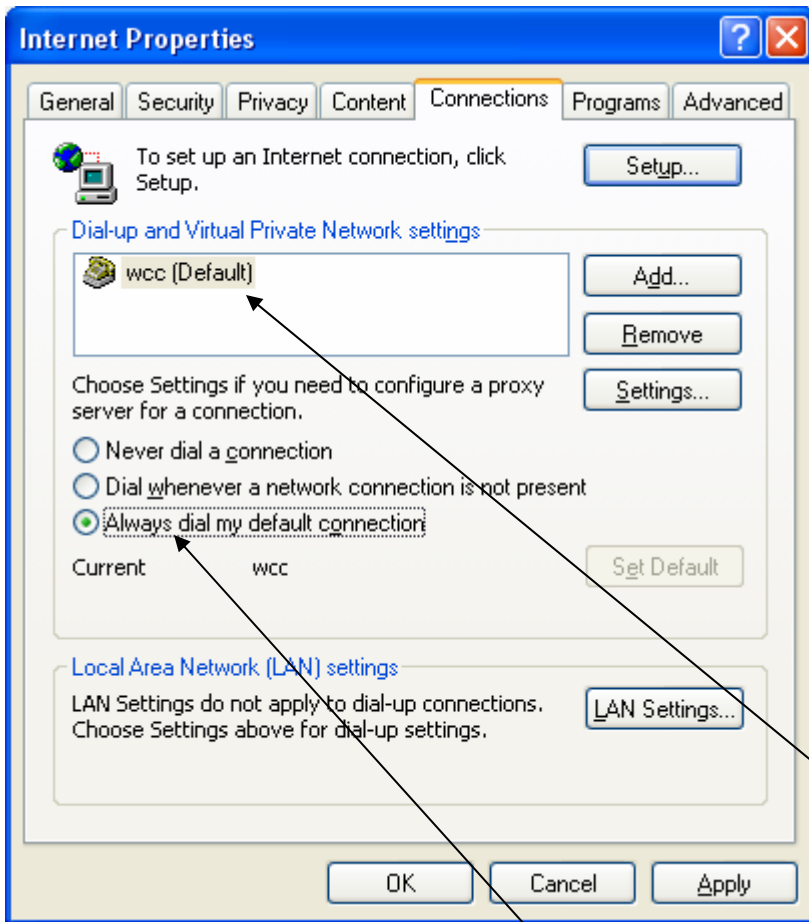 Internet Properties
General Security Privacy Content Connections Programs Advanced
To set up an Internet connection, click
Setup.
Setup...
Dial-up and Virtual Private Network settings
wcc (Default)
Add...
Remove
Choose Settings if you need to configure a proxy
server for a connection.
Settings...
Never dial a connection
Dial whenever a network connection is not present
Always dial my default connection
Current wcc
Set Default
Local Area Network (LAN) settings
LAN Settings do not apply to dial-up connections.
Choose Settings above for dial-up settings.
LAN Settings...
OK Cancel Apply